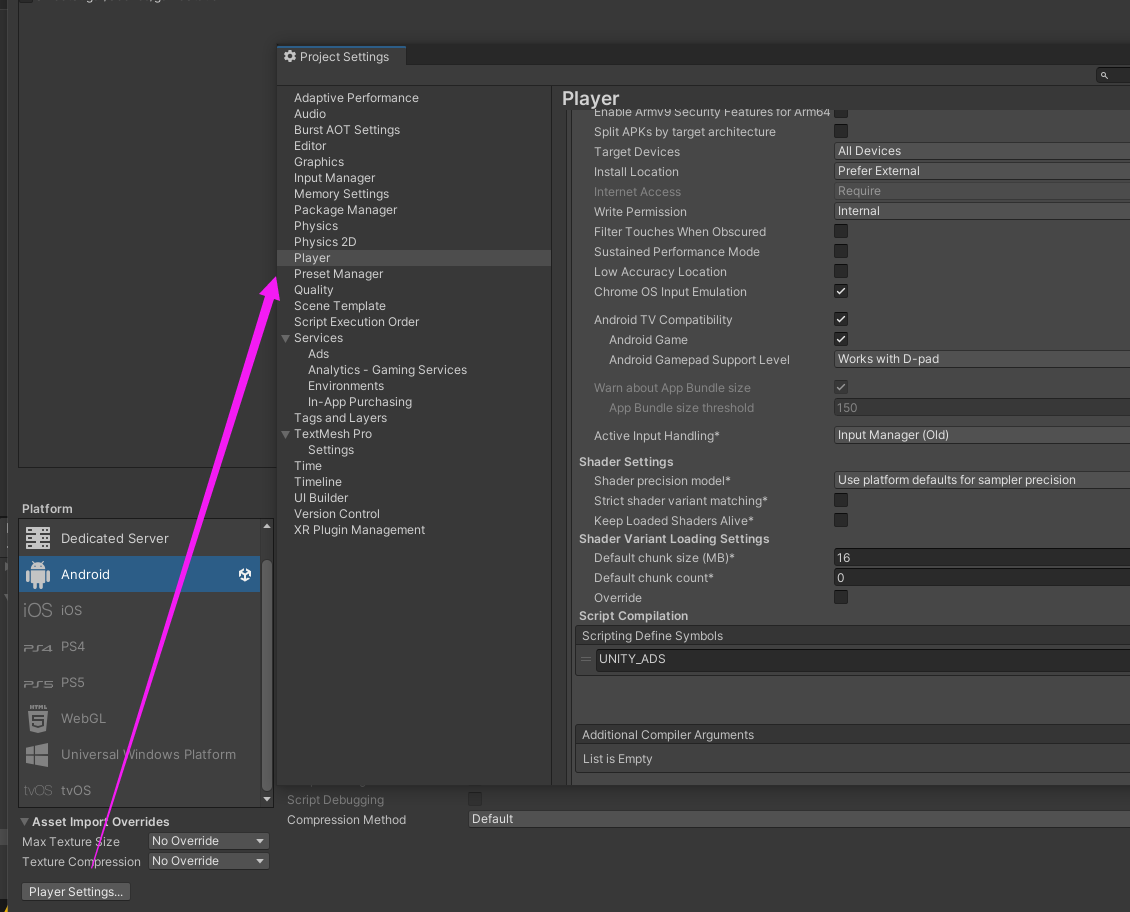 Project Settings
Adaptive Performance
Audio
Burst AOT Settings
Editor
Graphics
Input Manager
Memory Settings
Package Manager
Physics
Physics 2D
Player
Preset Manager
Quality
Scene Template
Script Execution Order
Services
Ads
Analytics - Gaming Services
Environments
In-App Purchasing
Tags and Layers
TextMesh Pro
Settings
Time
Timeline
UI Builder
Version Control
XR Plugin Management
Player
Enable Armv9 Security Features for Arm64
Split APKs by target architecture
Target Devices All Devices
Install Location Prefer External
Internet Access Require
Write Permission Internal
Filter Touches When Obscured
Sustained Performance Mode
Low Accuracy Location
Chrome OS Input Emulation
Android TV Compatibility
Android Game
Android Gamepad Support Level Works with D-pad
Warn about App Bundle size
App Bundle size threshold 150
Active Input Handling* Input Manager (Old)
Shader Settings
Shader precision model* Use platform defaults for sampler precision
Strict shader variant matching*
Keep Loaded Shaders Alive*
Shader Variant Loading Settings
Default chunk size (MB)* 16
Default chunk count* 0
Override
Script Compilation
Scripting Define Symbols
UNITY_ADS
Additional Compiler Arguments
List is Empty
Platform
Dedicated Server
Android
iOS iOS
PS4 PS4
PS5 PS5
HTML
5 WebGL
Universal Windows Platform
tvOS tvOS
Script Debugging
Compression Method Default
Asset Import Overrides
Max Texture Size No Override
Texture Compression No Override
Player Settings...